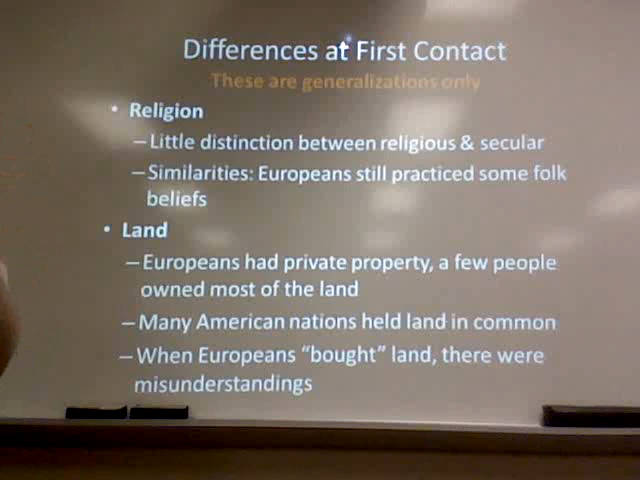 Differences at First Contact
These are generalizations only
• Religion
– Little distinction between religious & secular
– Similarities: Europeans still practiced some folk
beliefs
• Land
– Europeans had private property, a few people
owned most of the land
– Many American nations held land in common
– When Europeans “bought” land, there were
misunderstandings